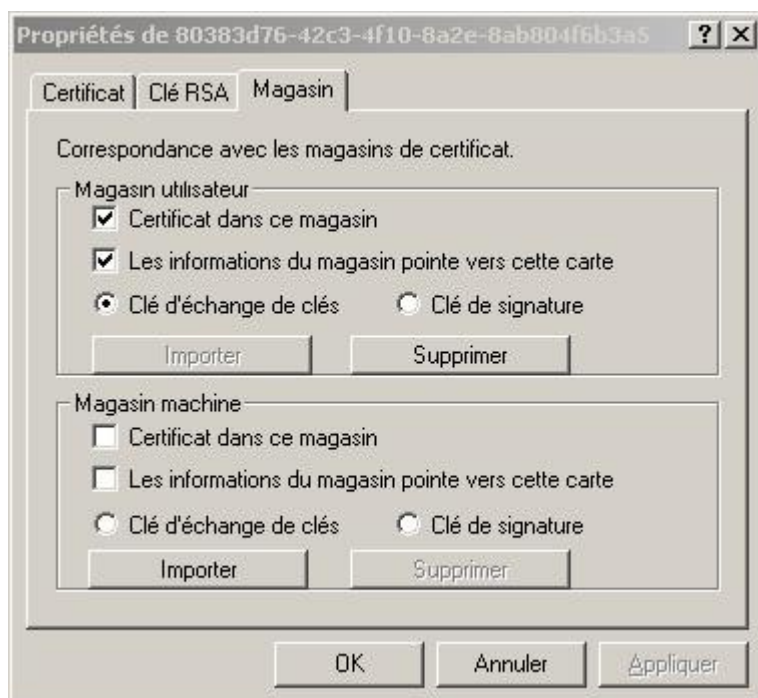 Propriétés de 80383d76-42c3-4f10-8a2e-8ab804f6b3a5
Certificat Clé RSA Magasin
Correspondance avec les magasins de certificat.
Magasin utilisateur
Certificat dans ce magasin
Les informations du magasin pointe vers cette carte
Clé d'échange de clés Clé de signature
Importer Supprimer
Magasin machine
Certificat dans ce magasin
Les informations du magasin pointe vers cette carte
Clé d'échange de clés Clé de signature
Importer Supprimer
OK Annuler Appliquer